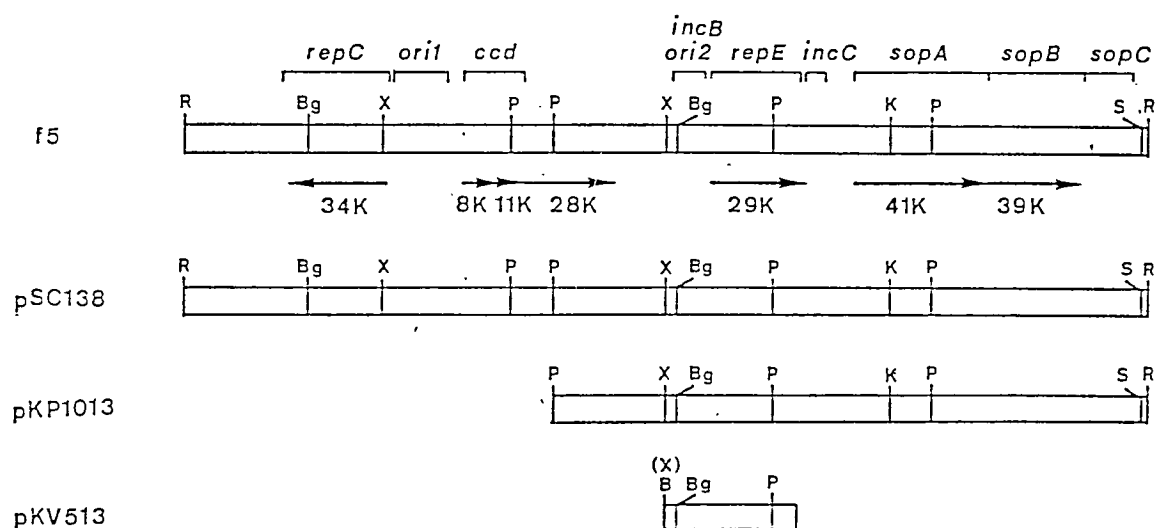 incB
repC ori1 ccd ori2 repE incC sopA sopB sopC
R Bg X P P X Bg P K P S R
f5
34K 8K 11K 28K 29K 41K 39K
R Bg X P P X Bg P K P S R
pSC138
P X Bg P K P S R
pKP1013
(X)
B Bg P
pKV513